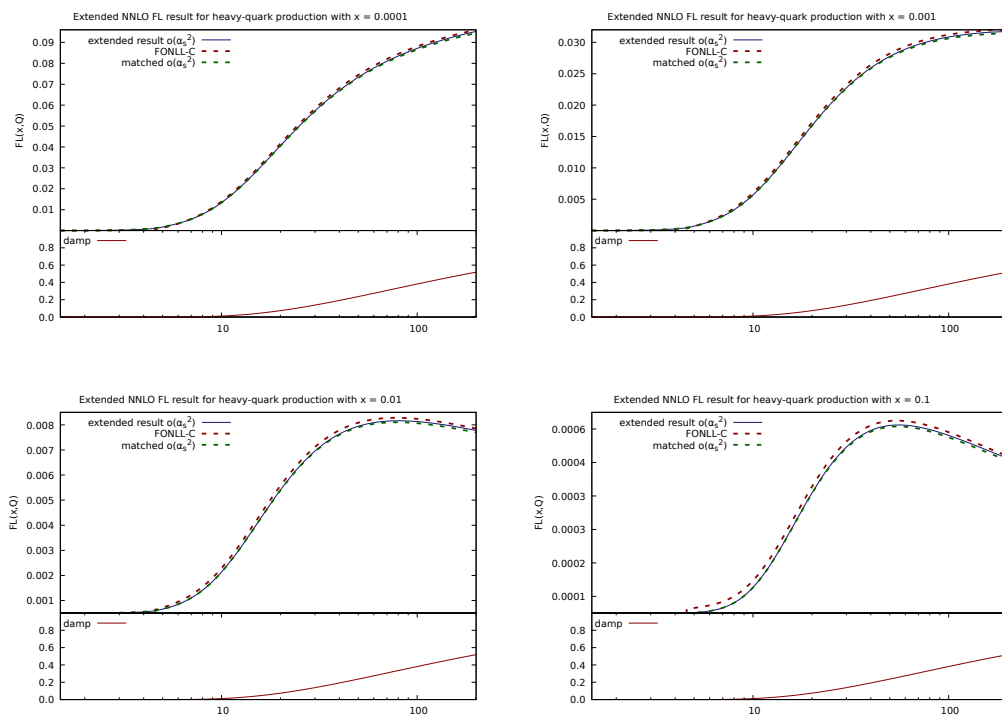 Extended NNLO FL result for heavy-quark production with x = 0.0001
extended result o(αs2)
FONLL-C
matched o(αs2)
FL(x,Q)
0.09
0.08
0.07
0.06
0.05
0.04
0.03
0.02
0.01
damp
0.8
0.6
0.4
0.2
0.0
10
100
Extended NNLO FL result for heavy-quark production with x = 0.001
extended result o(αs2)
FONLL-C
matched o(αs2)
FL(x,Q)
0.030
0.025
0.020
0.015
0.010
0.005
damp
0.8
0.6
0.4
0.2
0.0
10
100
Extended NNLO FL result for heavy-quark production with x = 0.01
extended result o(αs2)
FONLL-C
matched o(αs2)
FL(x,Q)
0.008
0.007
0.006
0.005
0.004
0.003
0.002
0.001
damp
0.8
0.6
0.4
0.2
0.0
10
100
Extended NNLO FL result for heavy-quark production with x = 0.1
extended result o(αs2)
FONLL-C
matched o(αs2)
FL(x,Q)
0.0006
0.0004
0.0003
0.0003
0.0002
0.0001
damp
0.8
0.6
0.4
0.2
0.0
10
100